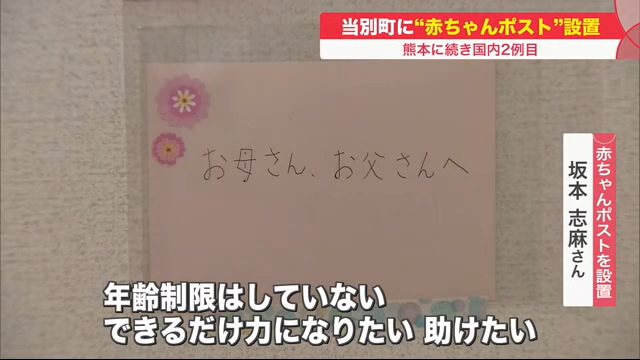 当別町に“赤ちゃんポスト”設置
熊本に続き国内2例目
お母さん、お父さんへ
赤ちゃんポストを設置
坂本 志麻さん
年齢制限はしていない
できるだけ力になりたい 助けたい